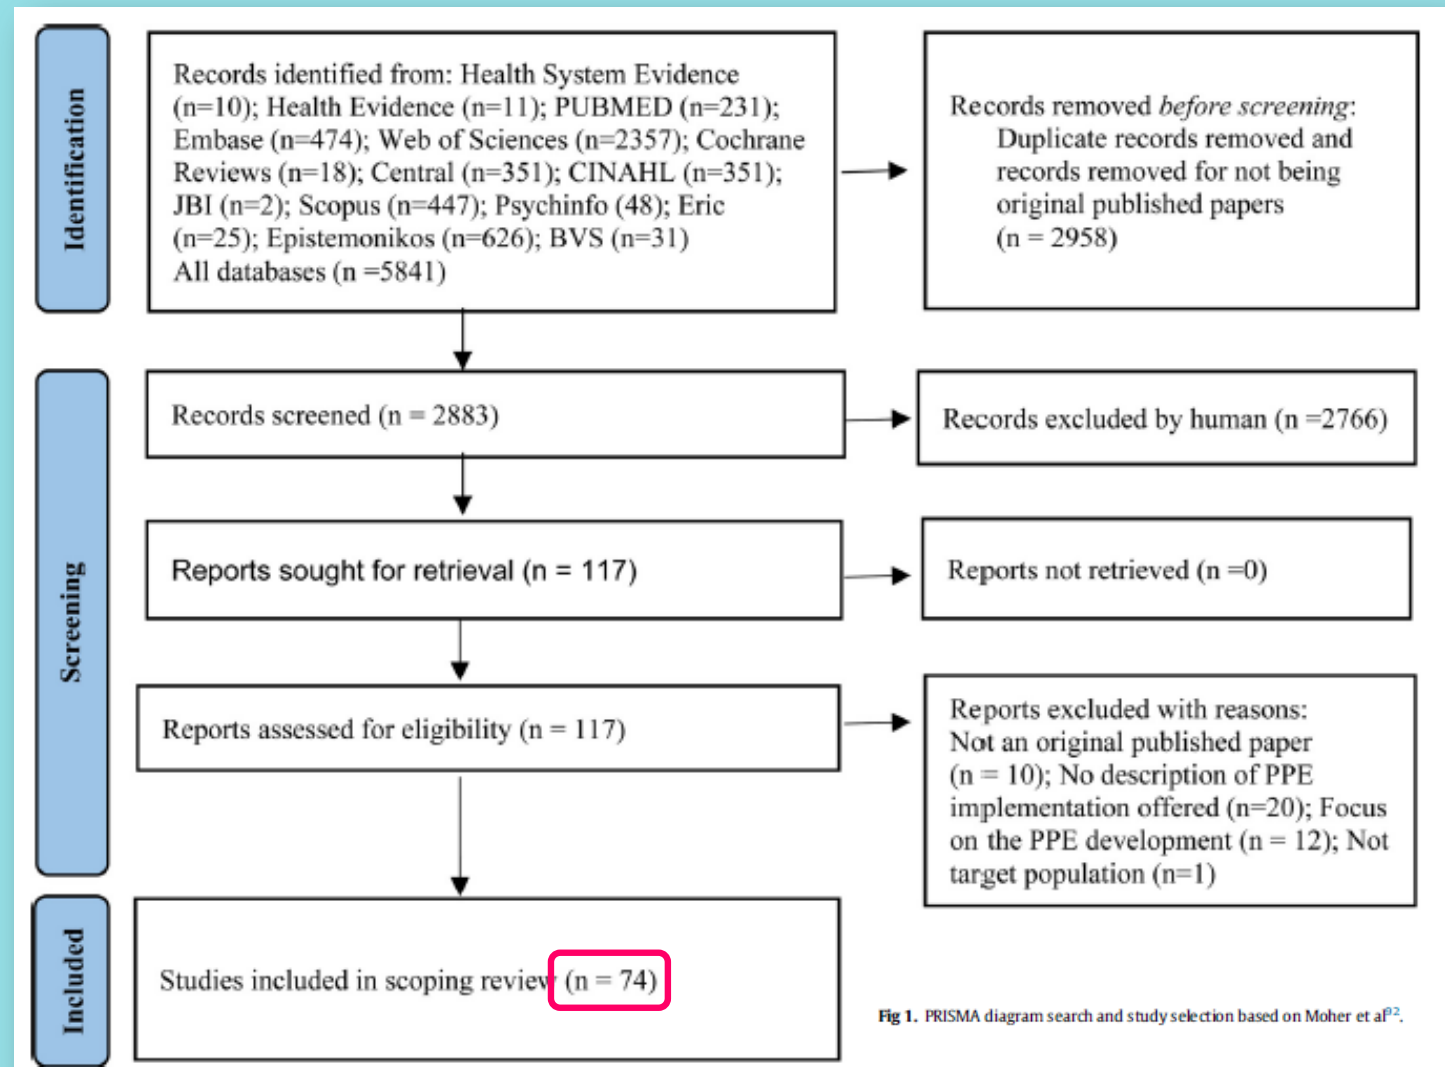 Identification
Records identified from: Health System Evidence
(n=10); Health Evidence (n=11); PUBMED (n=231);
Embase (n=474); Web of Sciences (n=2357); Cochrane
Reviews (n=18); Central (n=351); CINAHL (n=351);
JBI (n=2); Scopus (n=447); Psychinfo (48); Eric
(n=25); Epistemonikos (n=626); BVS (n=31)
All databases (n =5841)
Records removed before screening:
Duplicate records removed and
records removed for not being
original published papers
(n = 2958)
Screening
Records screened (n = 2883)
Records excluded by human (n =2766)
Reports sought for retrieval (n = 117)
Reports not retrieved (n =0)
Reports assessed for eligibility (n = 117)
Reports excluded with reasons:
Not an original published paper
(n = 10); No description of PPE
implementation offered (n=20); Focus
on the PPE development (n = 12); Not
target population (n=1)
Included
Studies included in scoping review (n = 74)
Fig 1. PRISMA diagram search and study selection based on Moher et al92.